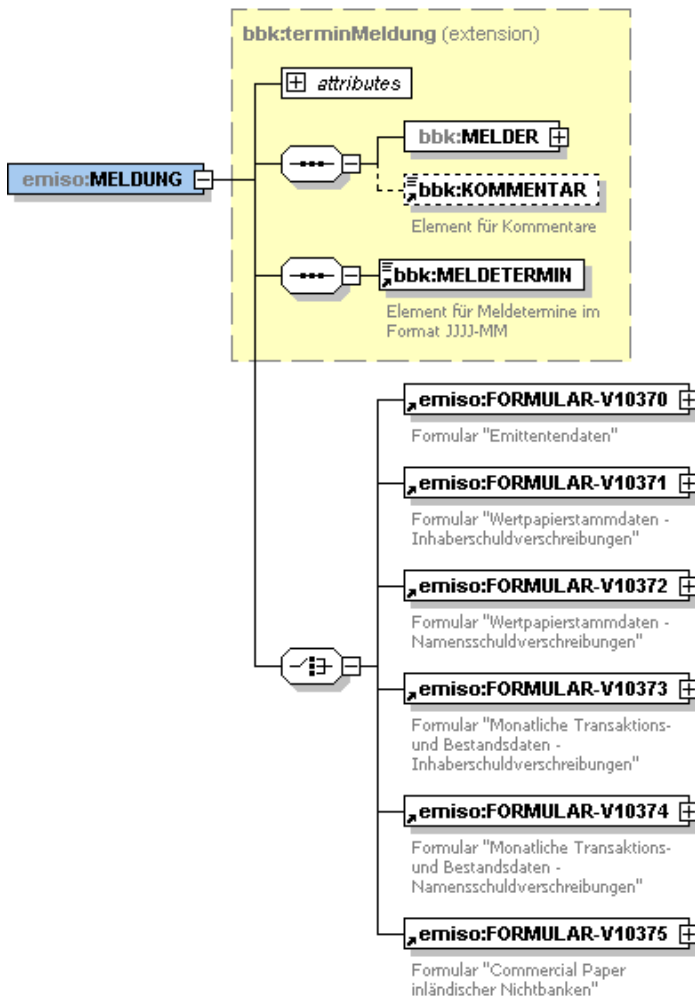 bbk:terminMeldung (extension)
attributes
bbk:MELDER
emiso:MELDUNG
bbk:KOMMENTAR
Element für Kommentare
bbk:MELDETERMIN
Element für Meldetermine im
Format JJJJ-MM
emiso:FORMULAR-V10370
Formular "Emittentendaten"
emiso:FORMULAR-V10371
Formular "Wertpapierstammdaten -
Inhaberschuldverschreibungen"
emiso:FORMULAR-V10372
Formular "Wertpapierstammdaten -
Namensschuldverschreibungen"
emiso:FORMULAR-V10373
Formular "Monatliche Transaktions-
und Bestandsdaten -
Inhaberschuldverschreibungen"
emiso:FORMULAR-V10374
Formular "Monatliche Transaktions-
und Bestandsdaten -
Namensschuldverschreibungen"
emiso:FORMULAR-V10375
Formular "Commercial Paper
inländischer Nichtbanken"